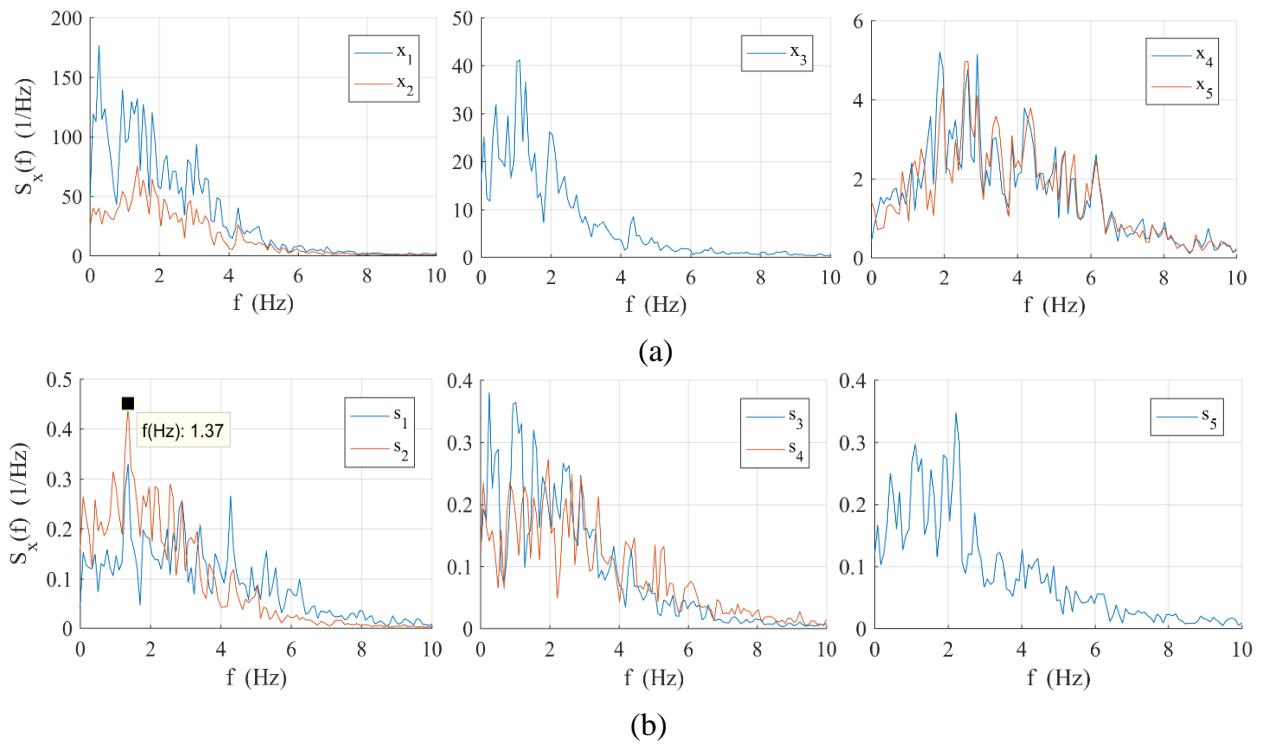 200
150
100
50
0
S_x(f) (1/Hz)
x_1
x_2
0 2 4 6 8 10
f (Hz)
50
40
30
20
10
0
x_3
0 2 4 6 8 10
f (Hz)
6
4
2
0
x_4
x_5
0 2 4 6 8 10
f (Hz)
(a)
0.5
0.4
0.3
0.2
0.1
0
S_x(f) (1/Hz)
f(Hz): 1.37
s_1
s_2
0 2 4 6 8 10
f (Hz)
0.4
0.3
0.2
0.1
0
s_3
s_4
0 2 4 6 8 10
f (Hz)
0.4
0.3
0.2
0.1
0
s_5
0 2 4 6 8 10
f (Hz)
(b)